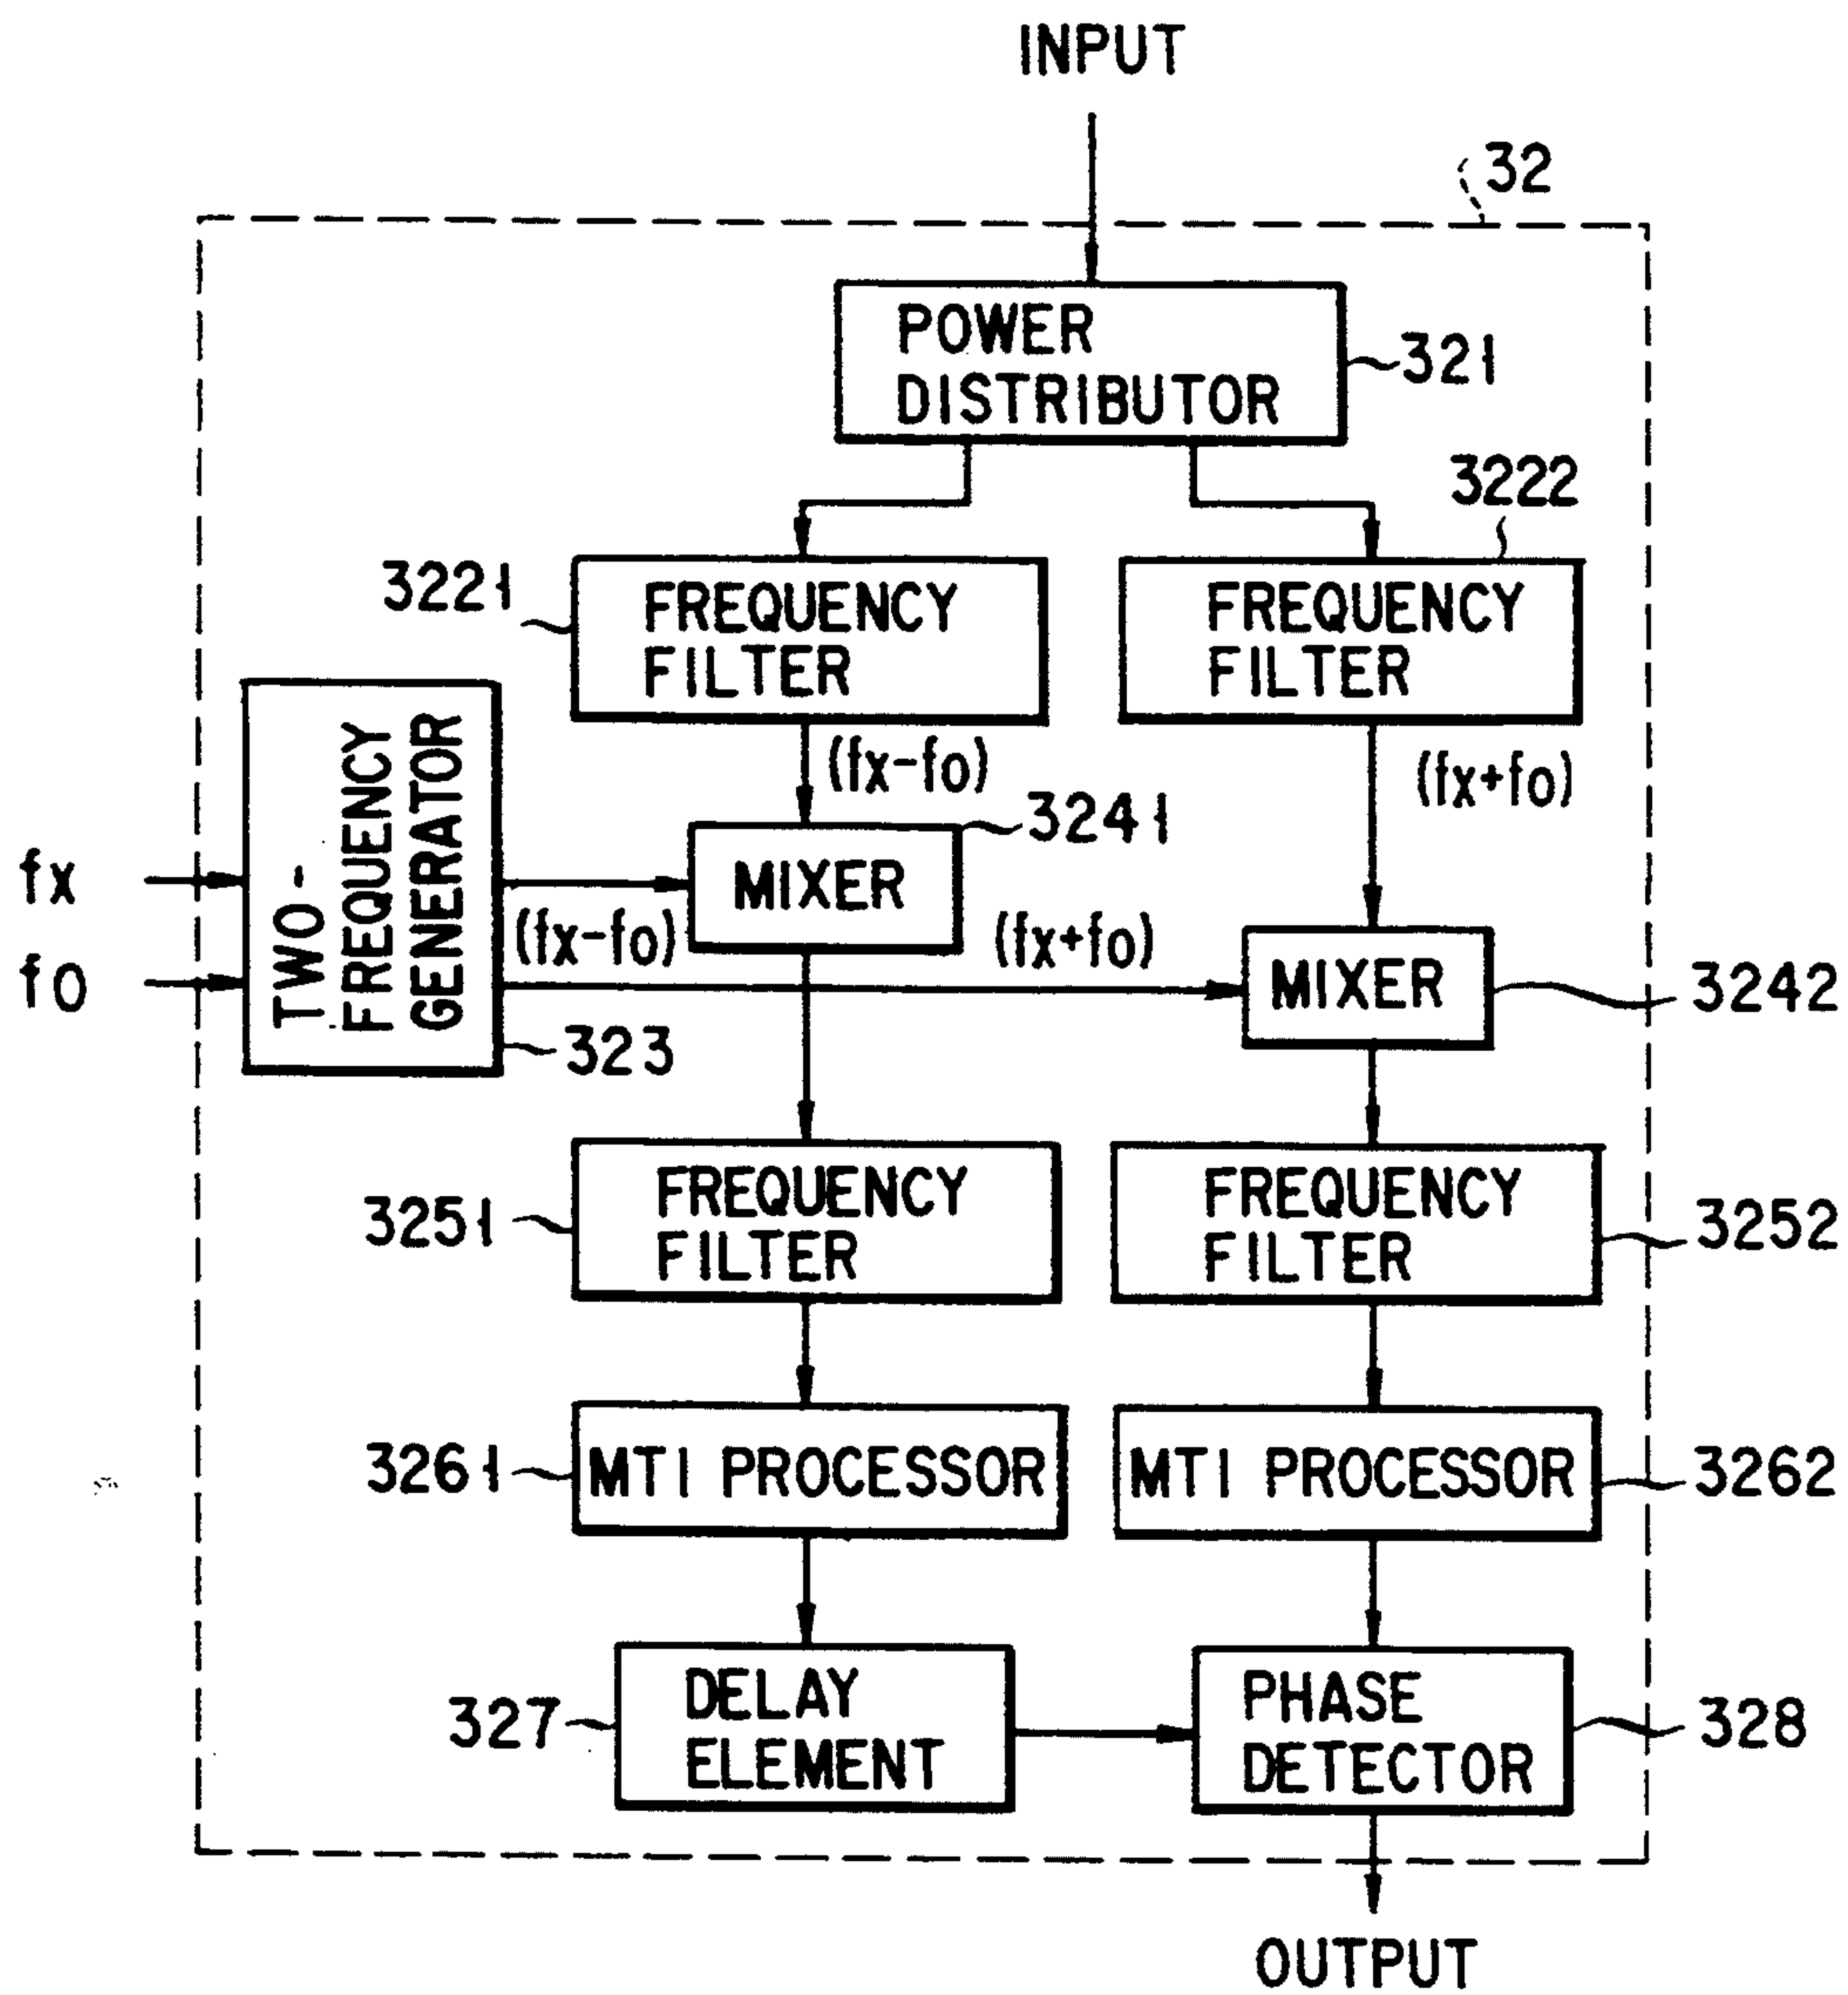 INPUT
32
POWER
DISTRIBUTOR
321
3222
3221
FREQUENCY
FILTER
FREQUENCY
FILTER
(fx-fo)
(fx+fo)
TWO-
FREQUENCY
GENERATOR
3241
MIXER
fx
(fx-fo)
(fx+fo)
fo
MIXER
3242
323
3251
FREQUENCY
FILTER
FREQUENCY
FILTER
3252
3261
MTI PROCESSOR
MTI PROCESSOR
3262
327
DELAY
ELEMENT
PHASE
DETECTOR
328
OUTPUT